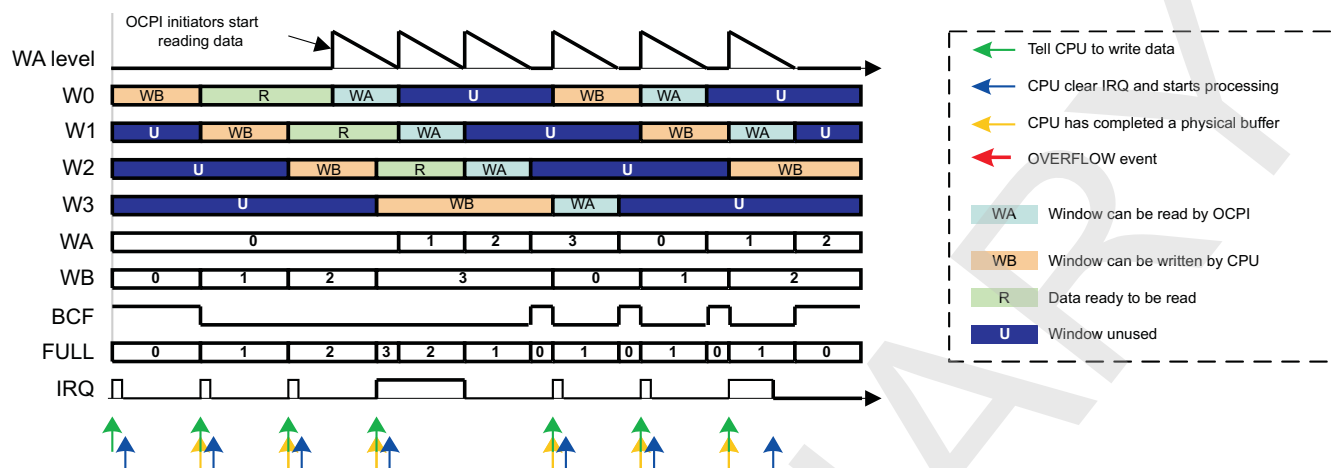 OCPI initiators start
reading data
WA level
W0 WB R WA U WB WA U
W1 U WB R WA U WB WA U
W2 U WB R WA U WB
W3 U WB WA U
WA 0 1 2 3 0 1 2
WB 0 1 2 3 0 1 2
BCF
FULL 0 1 2 3 2 1 0 1 0 1 0 1 0
IRQ
Tell CPU to write data
CPU clear IRQ and starts processing
CPU has completed a physical buffer
OVERFLOW event
WA Window can be read by OCPI
WB Window can be written by CPU
R Data ready to be read
U Window unused
ARY